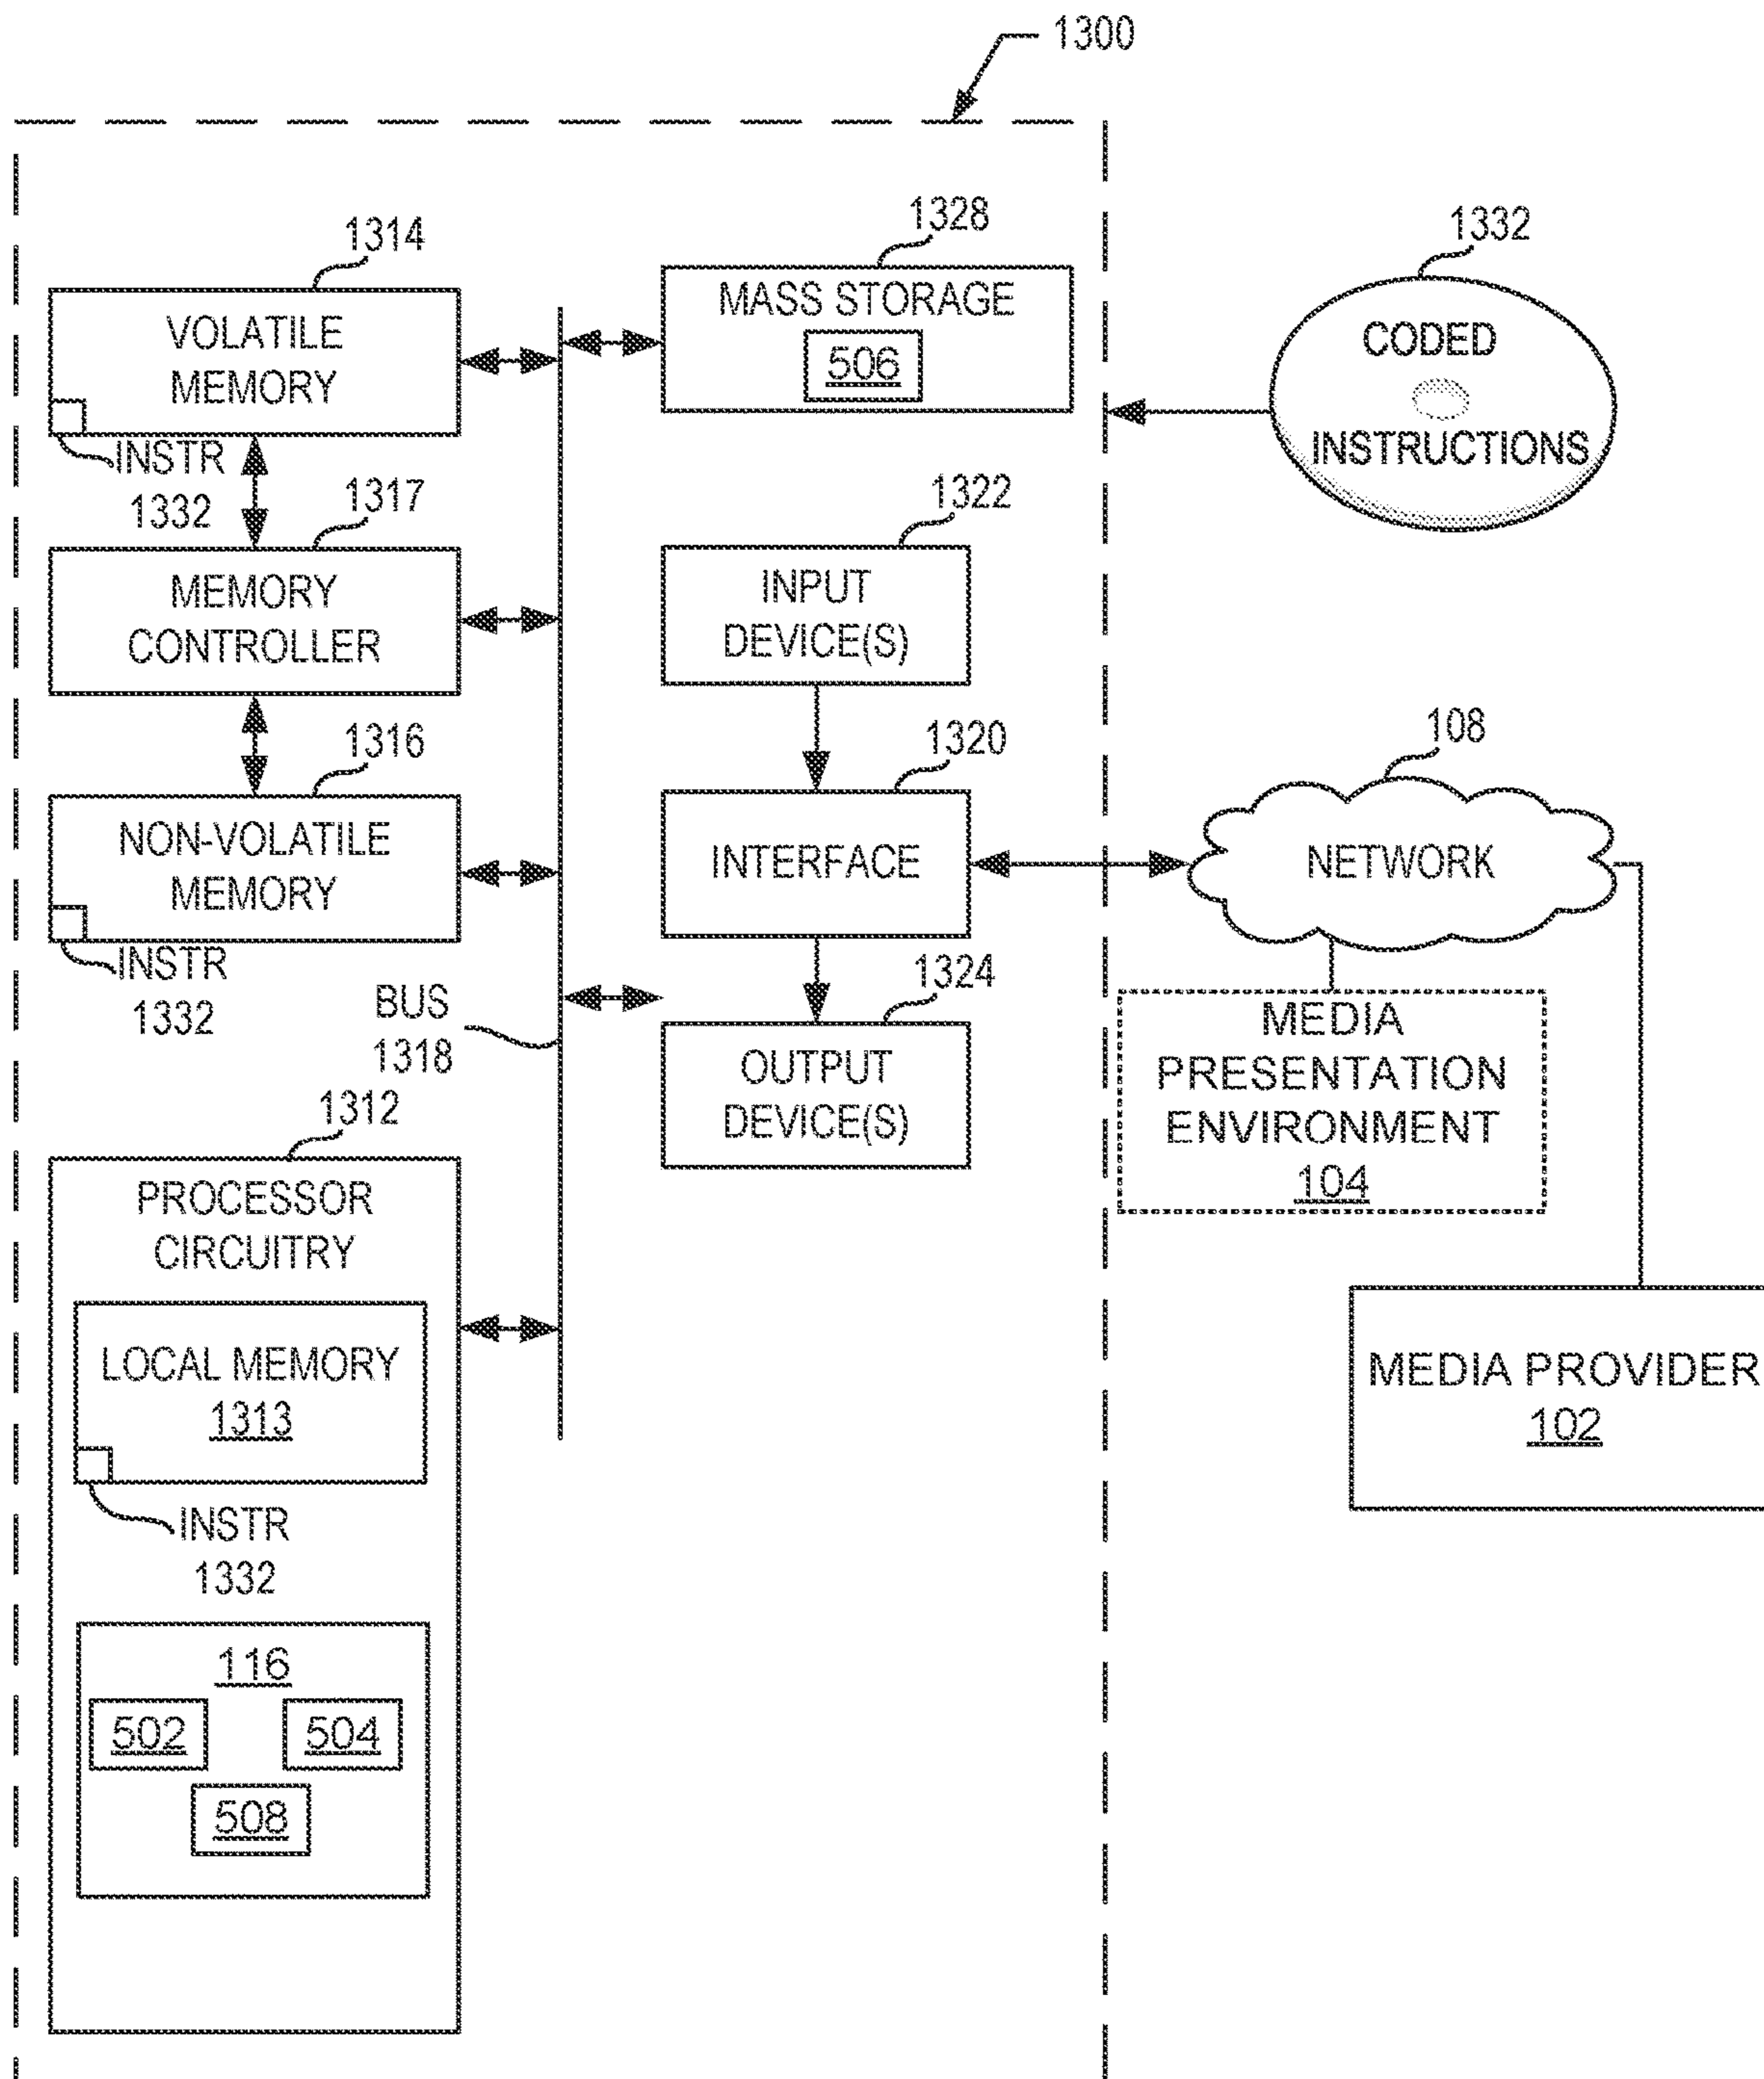 1300
1314
VOLATILE
MEMORY
INSTR
1332
1317
MEMORY
CONTROLLER
1316
NON-VOLATILE
MEMORY
INSTR
1332
BUS
1318
1312
PROCESSOR
CIRCUITRY
LOCAL MEMORY
1313
INSTR
1332
116
502
504
508
1328
MASS STORAGE
506
1322
INPUT
DEVICE(S)
1320
INTERFACE
1324
OUTPUT
DEVICE(S)
1332
CODED
INSTRUCTIONS
108
NETWORK
MEDIA
PRESENTATION
ENVIRONMENT
104
MEDIA PROVIDER
102